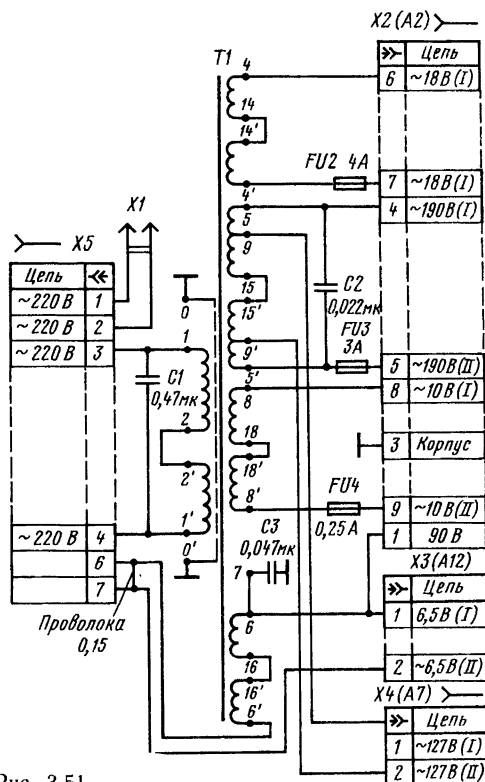 X2(A2)
Цепь
6 ~18В(I)
7 ~18В(I)
4 ~190В(I)
5 ~190В(II)
8 ~10В(I)
3 Корпус
9 ~10В(II)
1 90В
X3(A12)
Цепь
1 6,5В(I)
2 ~6,5В(II)
X4(A7)
Цепь
1 ~127В(I)
2 ~127В(II)
T1
4
14
14'
4'
5
9
15
15'
9'
5'
8
18
18'
8'
7
6
16
16'
6'
FU2 4А
C2
0,022мк
FU3
3А
FU4
0,25А
C3
0,047мк
X1
X5
Цепь
~220В 1
~220В 2
~220В 3
~220В 4
6
7
0
1
C1
0,47мк
2
2'
1'
0'
Проволока
0,15
Рис. 3.51